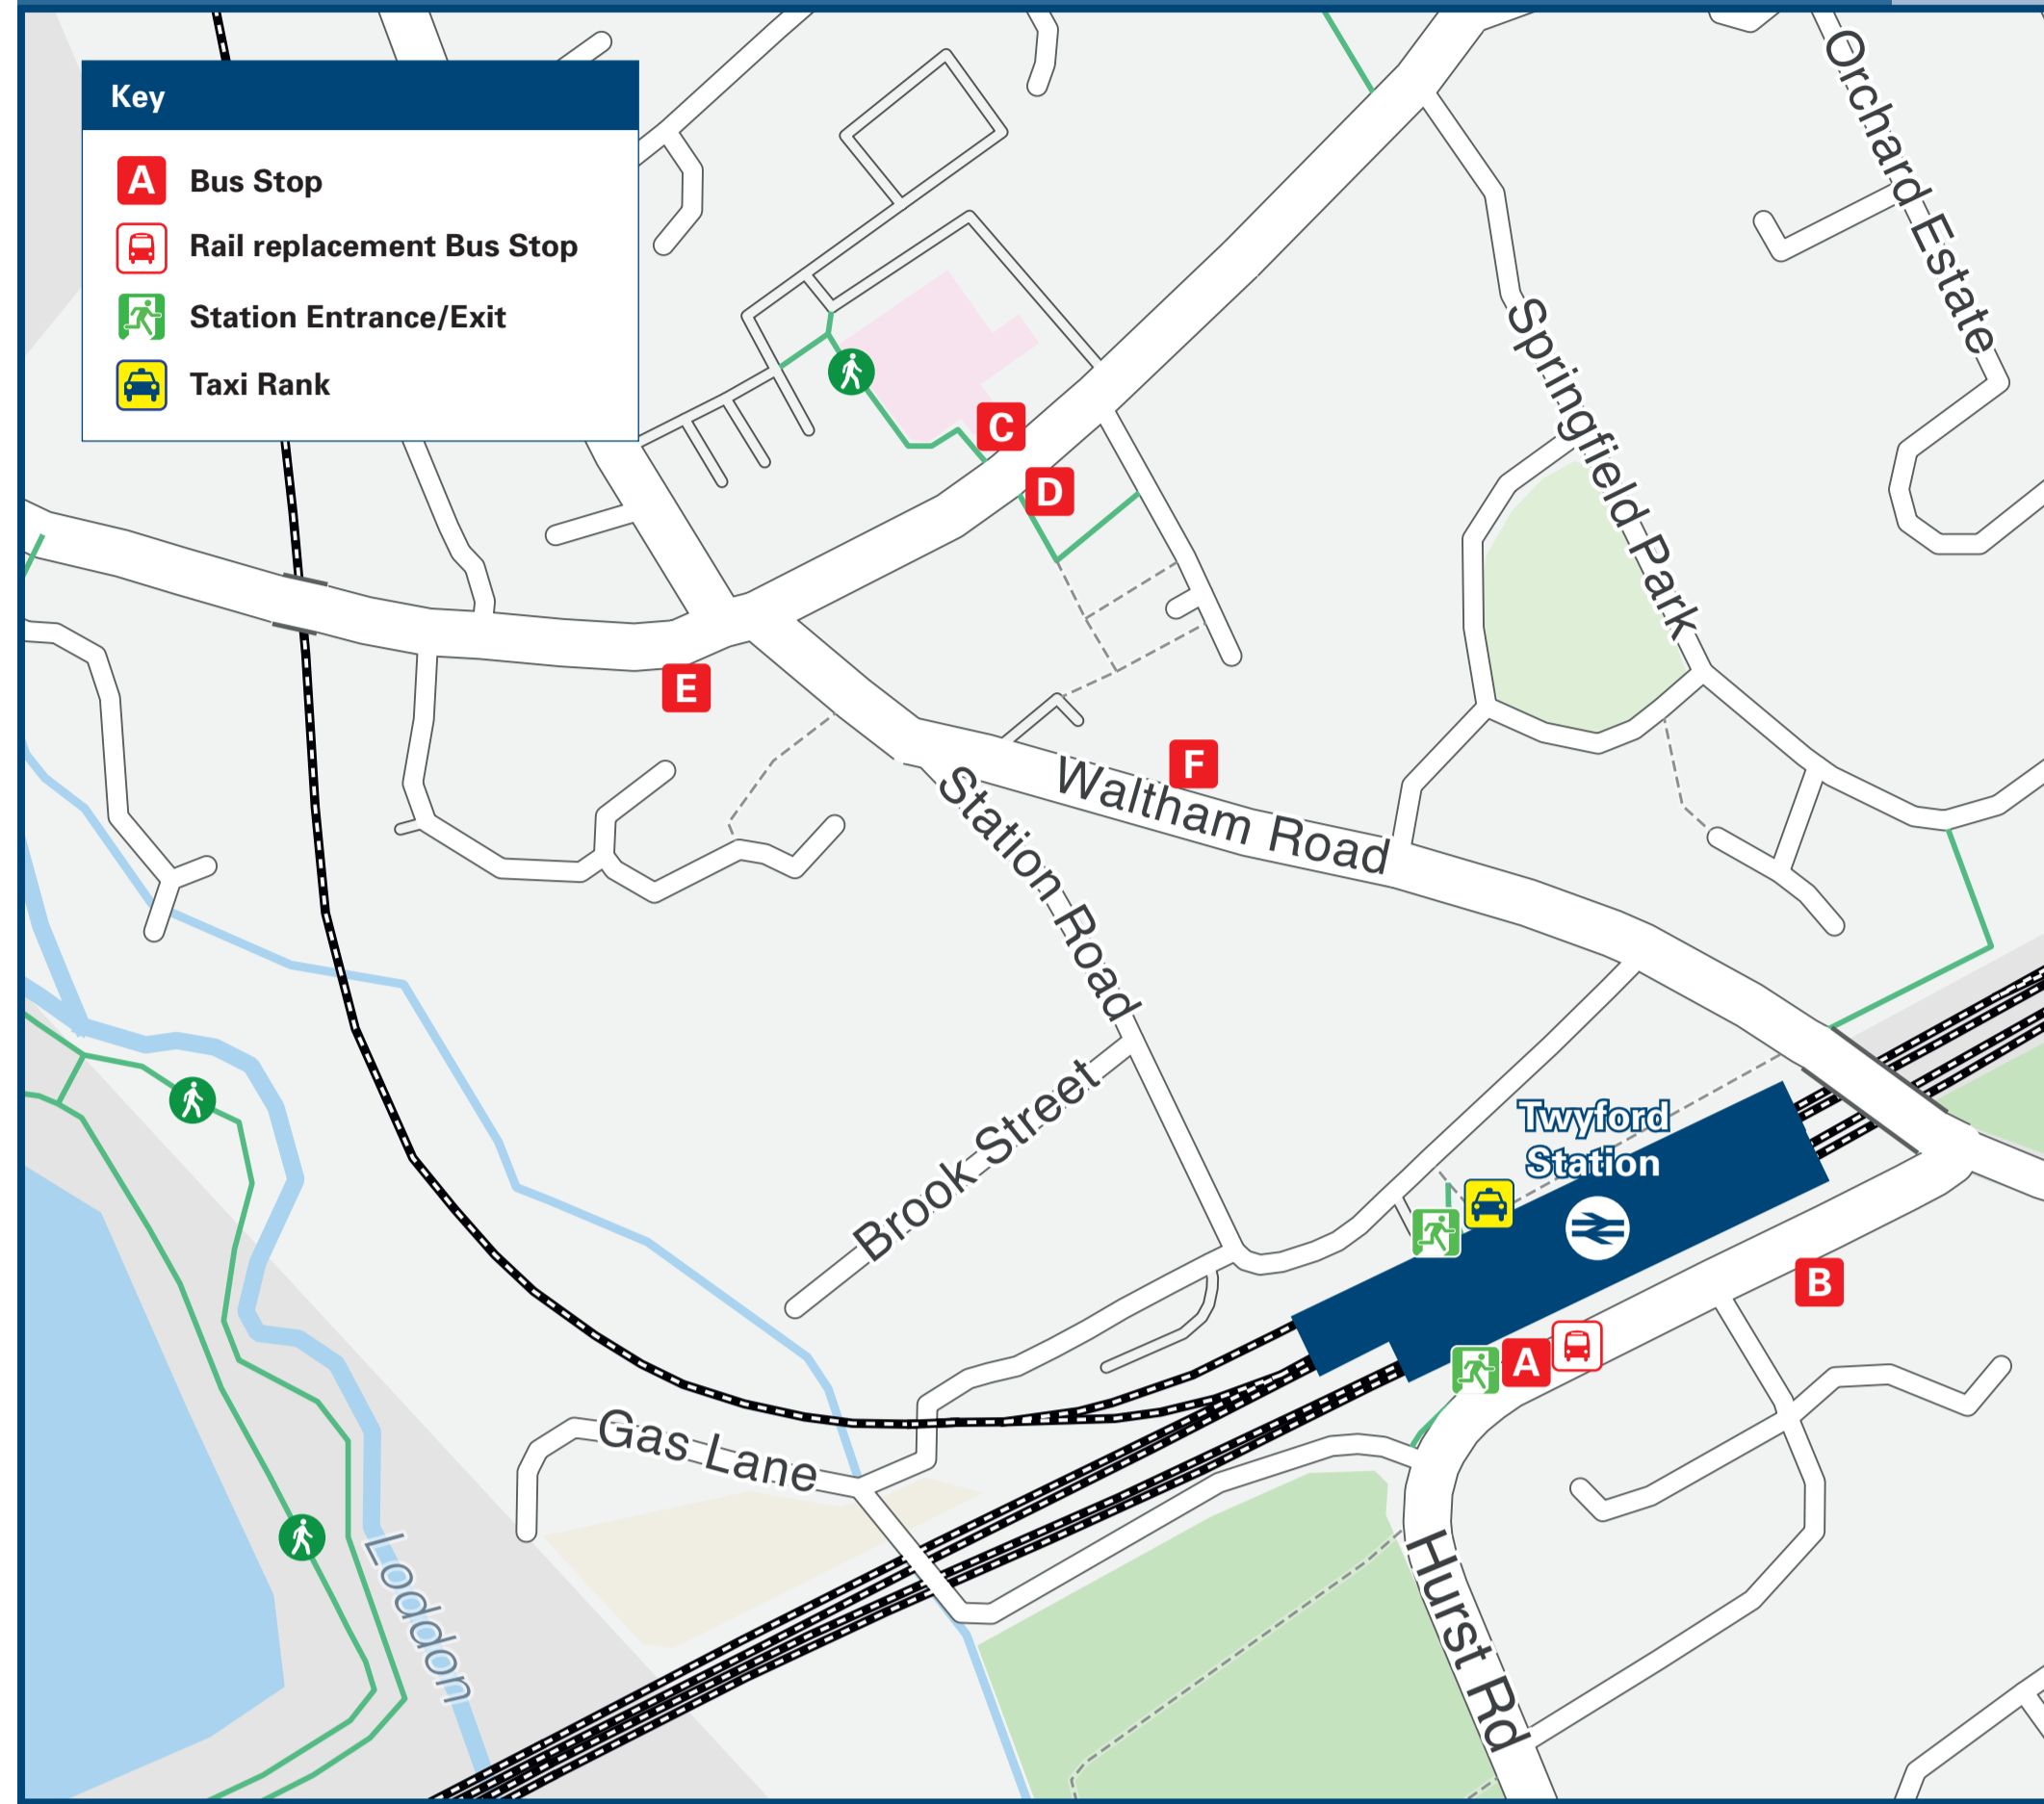 Key
A
Bus Stop
Rail replacement Bus Stop
Station Entrance/Exit
Taxi Rank
Orchard Estate
Springfield Park
C
D
E
F
Waltham Road
Station Road
Brook Street
Twyford
Station
B
A
Gas Lane
Loddon
Hurst Rd